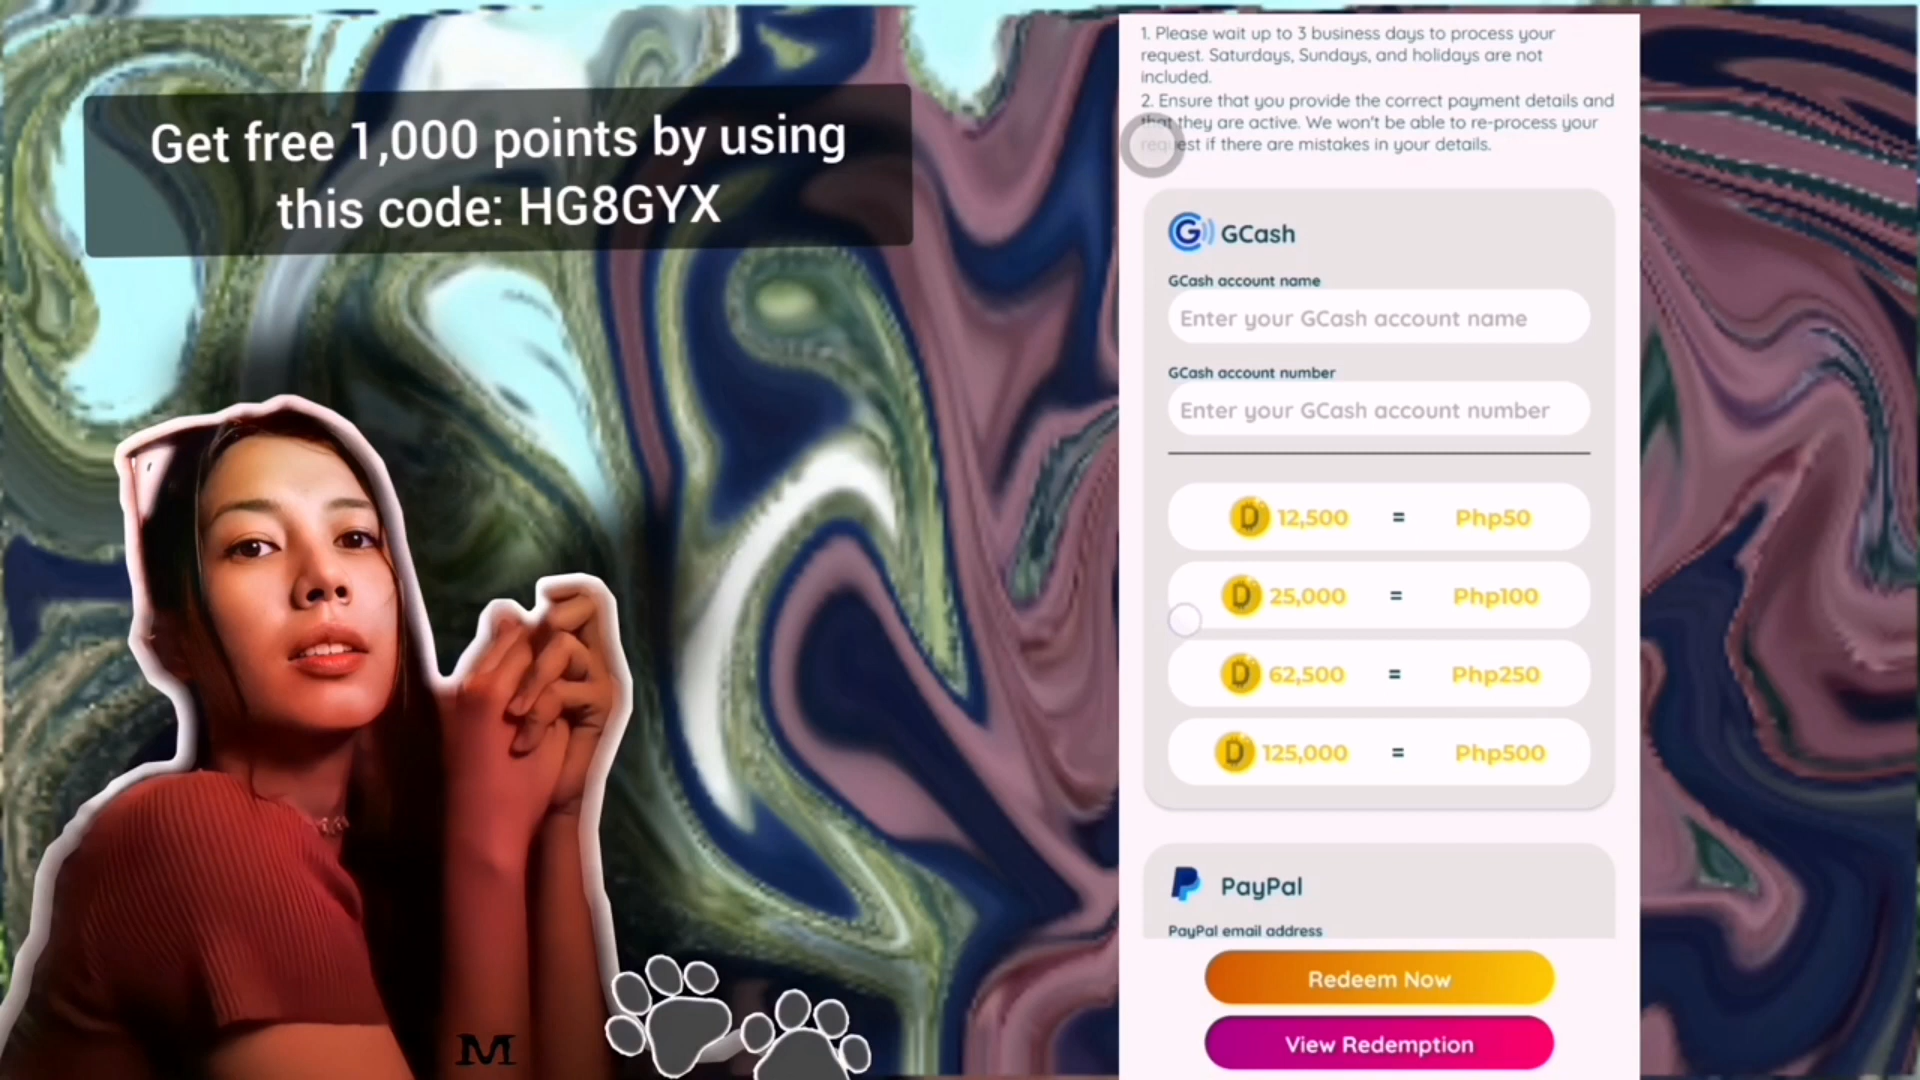 Get free 1,000 points by using
this code: HG8GYX
1. Please wait up to 3 business days to process your
request. Saturdays, Sundays, and holidays are not
included.
2. Ensure that you provide the correct payment details and
that they are active. We won't be able to re-process your
request if there are mistakes in your details.
GCash
GCash account name
Enter your GCash account name
GCash account number
Enter your GCash account number
12,500 = Php50
25,000 = Php100
62,500 = Php250
125,000 = Php500
PayPal
PayPal email address
Redeem Now
View Redemption
M